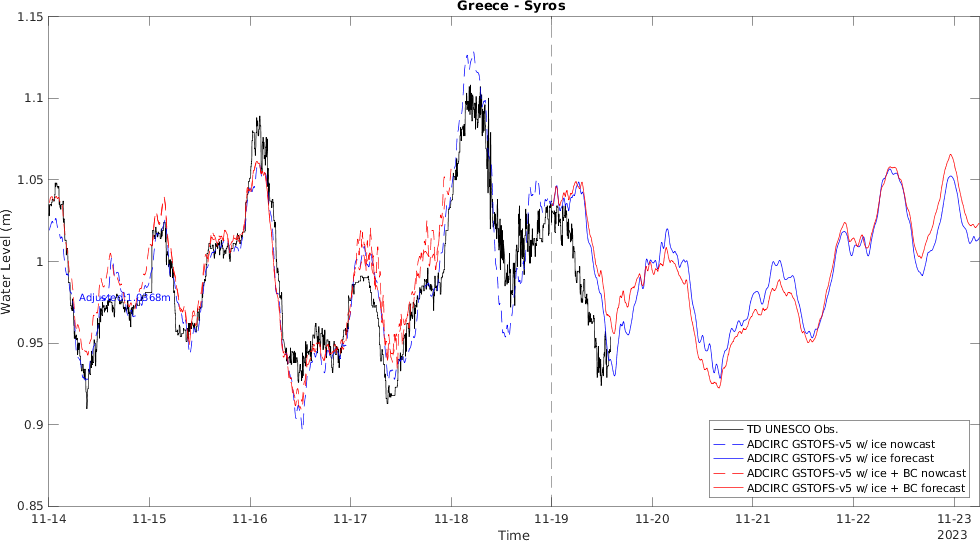 Greece - Syros
1.15
1.1
1.05
1
0.95
0.9
0.85
Water Level (m)
11-14
11-15
11-16
11-17
11-18
11-19
11-20
11-21
11-22
11-23
2023
Time
TD UNESCO Obs.
ADCIRC GSTOFS-v5 w/ ice nowcast
ADCIRC GSTOFS-v5 w/ ice forecast
ADCIRC GSTOFS-v5 w/ ice + BC nowcast
ADCIRC GSTOFS-v5 w/ ice + BC forecast